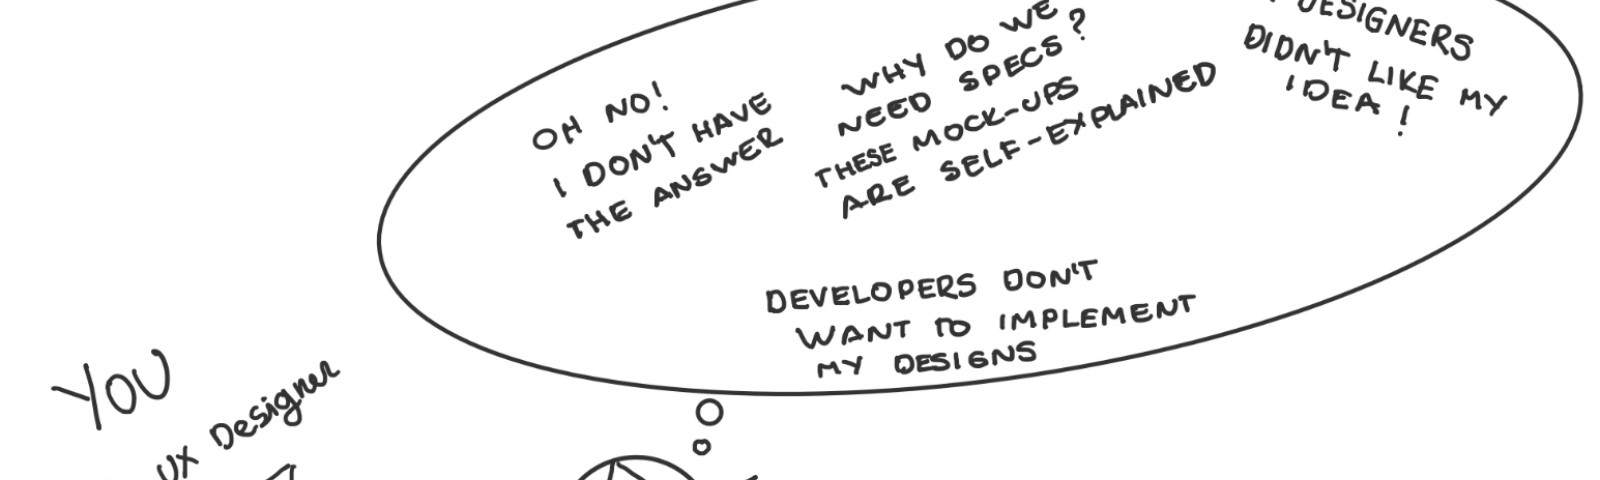 OH NO!
I DON'T HAVE
THE ANSWER
WHY DO WE
NEED SPECS?
THESE MOCK-UPS
ARE SELF-EXPLAINED
DESIGNERS
DIDN'T LIKE MY
IDEA!
DEVELOPERS DON'T
WANT TO IMPLEMENT
MY DESIGNS
YOU
UX Designer